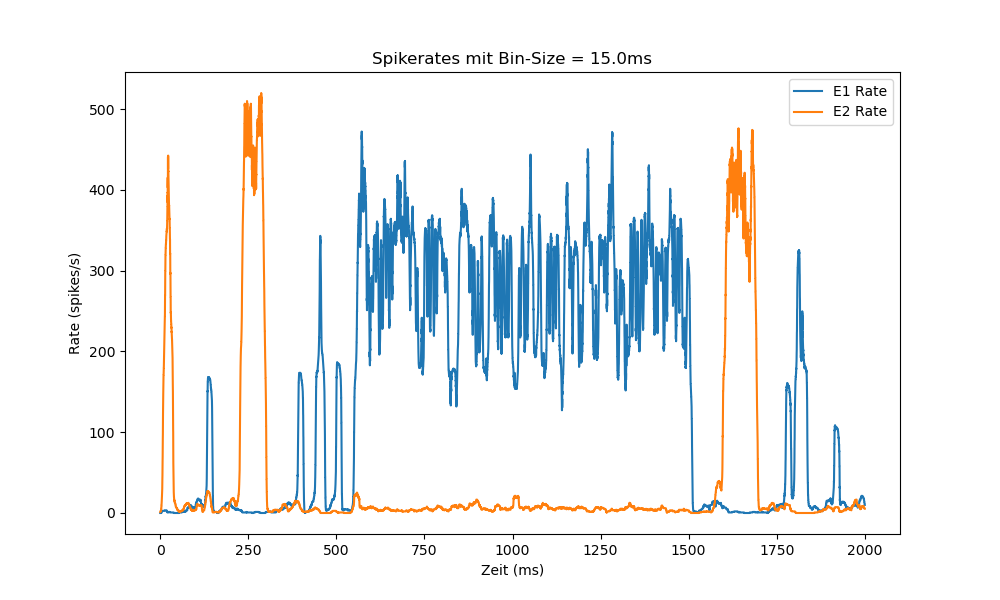 Spikerates mit Bin-Size = 15.0ms
E1 Rate
E2 Rate
Rate (spikes/s)
500
400
300
200
100
0
0 250 500 750 1000 1250 1500 1750 2000
Zeit (ms)